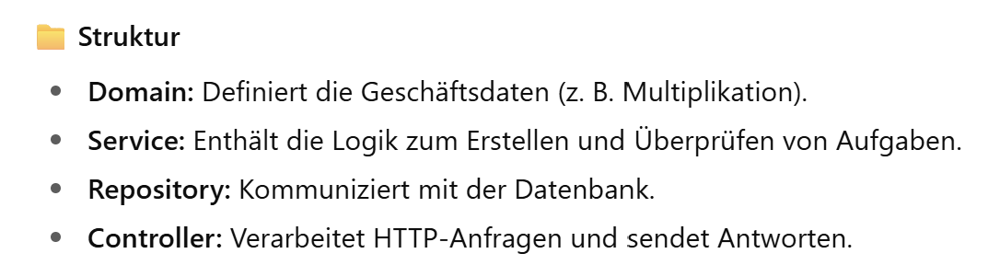 Struktur
• Domain: Definiert die Geschäftsdaten (z. B. Multiplikation).
• Service: Enthält die Logik zum Erstellen und Überprüfen von Aufgaben.
• Repository: Kommuniziert mit der Datenbank.
• Controller: Verarbeitet HTTP-Anfragen und sendet Antworten.